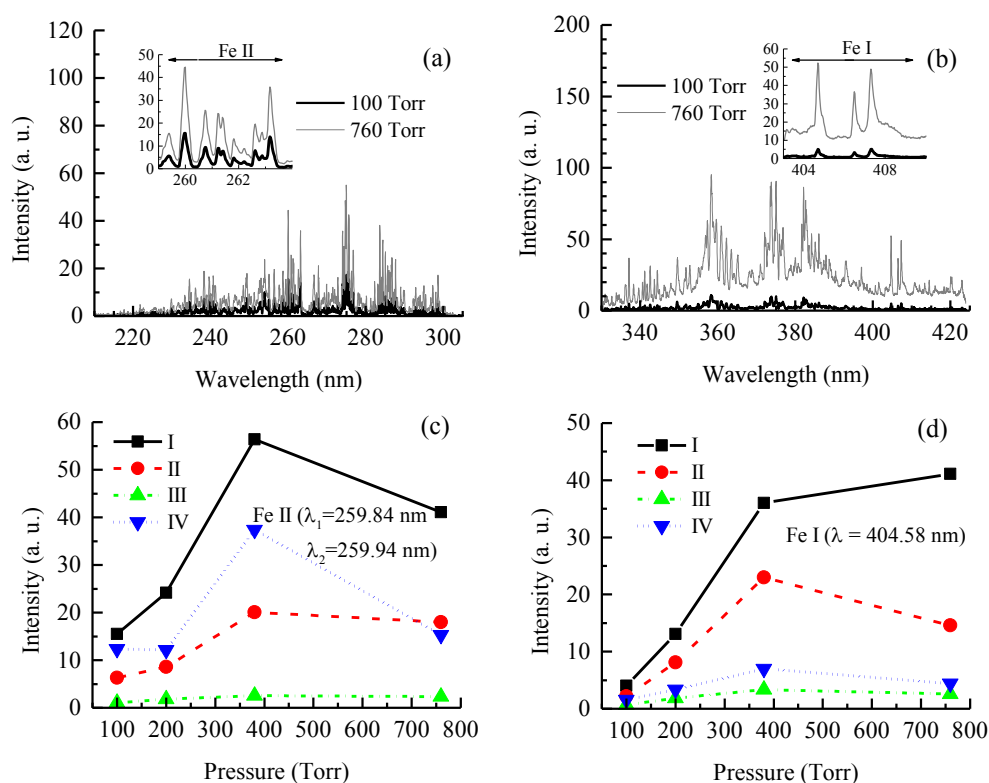 (a)
Fe II
100 Torr
760 Torr
Intensity (a. u.)
0
20
40
60
80
100
120
0
10
20
30
40
50
260
262
220
240
260
280
300
Wavelength (nm)
(b)
Fe I
100 Torr
760 Torr
Intensity (a. u.)
0
50
100
150
200
0
10
20
30
40
50
60
404
408
340
360
380
400
420
Wavelength (nm)
(c)
I
II
III
IV
Fe II (λ₁=259.84 nm
λ₂=259.94 nm)
Intensity (a. u.)
0
10
20
30
40
50
60
100 200 300 400 500 600 700 800
Pressure (Torr)
(d)
I
II
III
IV
Fe I (λ = 404.58 nm)
Intensity (a. u.)
0
10
20
30
40
50
100 200 300 400 500 600 700 800
Pressure (Torr)